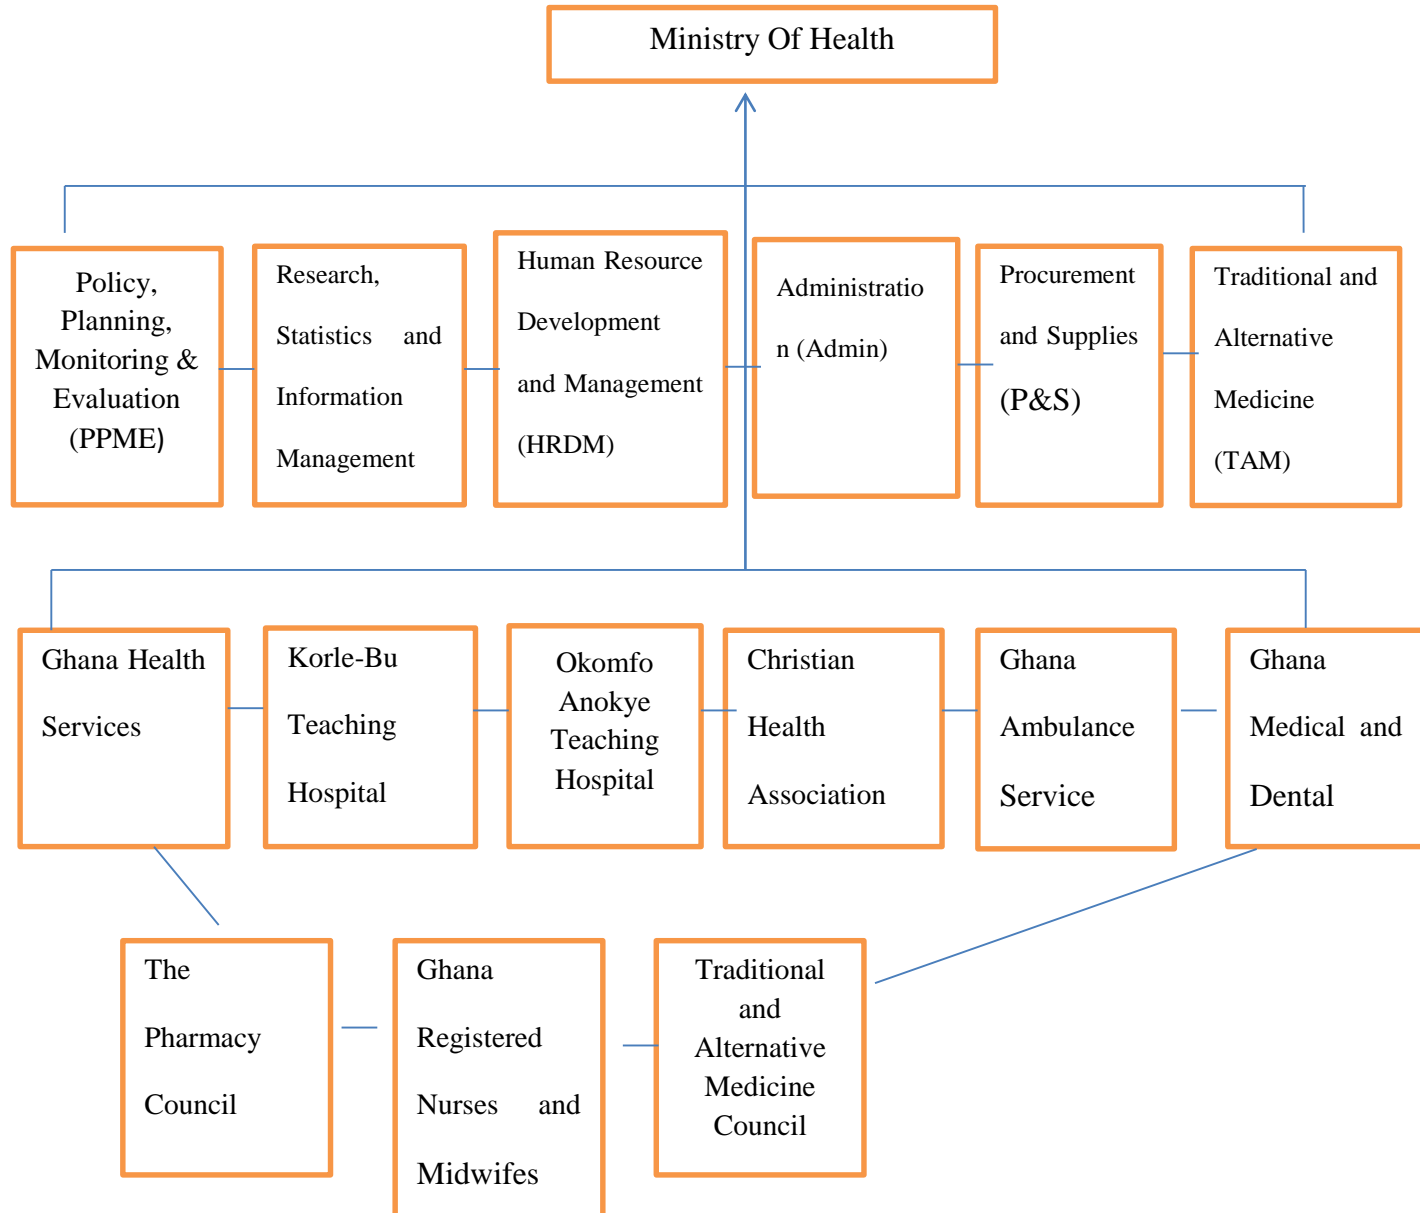 Ministry Of Health
Policy,
Planning,
Monitoring &
Evaluation
(PPME)
Research,
Statistics and
Information
Management
Human Resource
Development
and Management
(HRDM)
Administratio
n (Admin)
Procurement
and Supplies
(P&S)
Traditional and
Alternative
Medicine
(TAM)
Ghana Health
Services
Korle-Bu
Teaching
Hospital
Okomfo
Anokye
Teaching
Hospital
Christian
Health
Association
Ghana
Ambulance
Service
Ghana
Medical and
Dental
The
Pharmacy
Council
Ghana
Registered
Nurses and
Midwifes
Traditional
and
Alternative
Medicine
Council